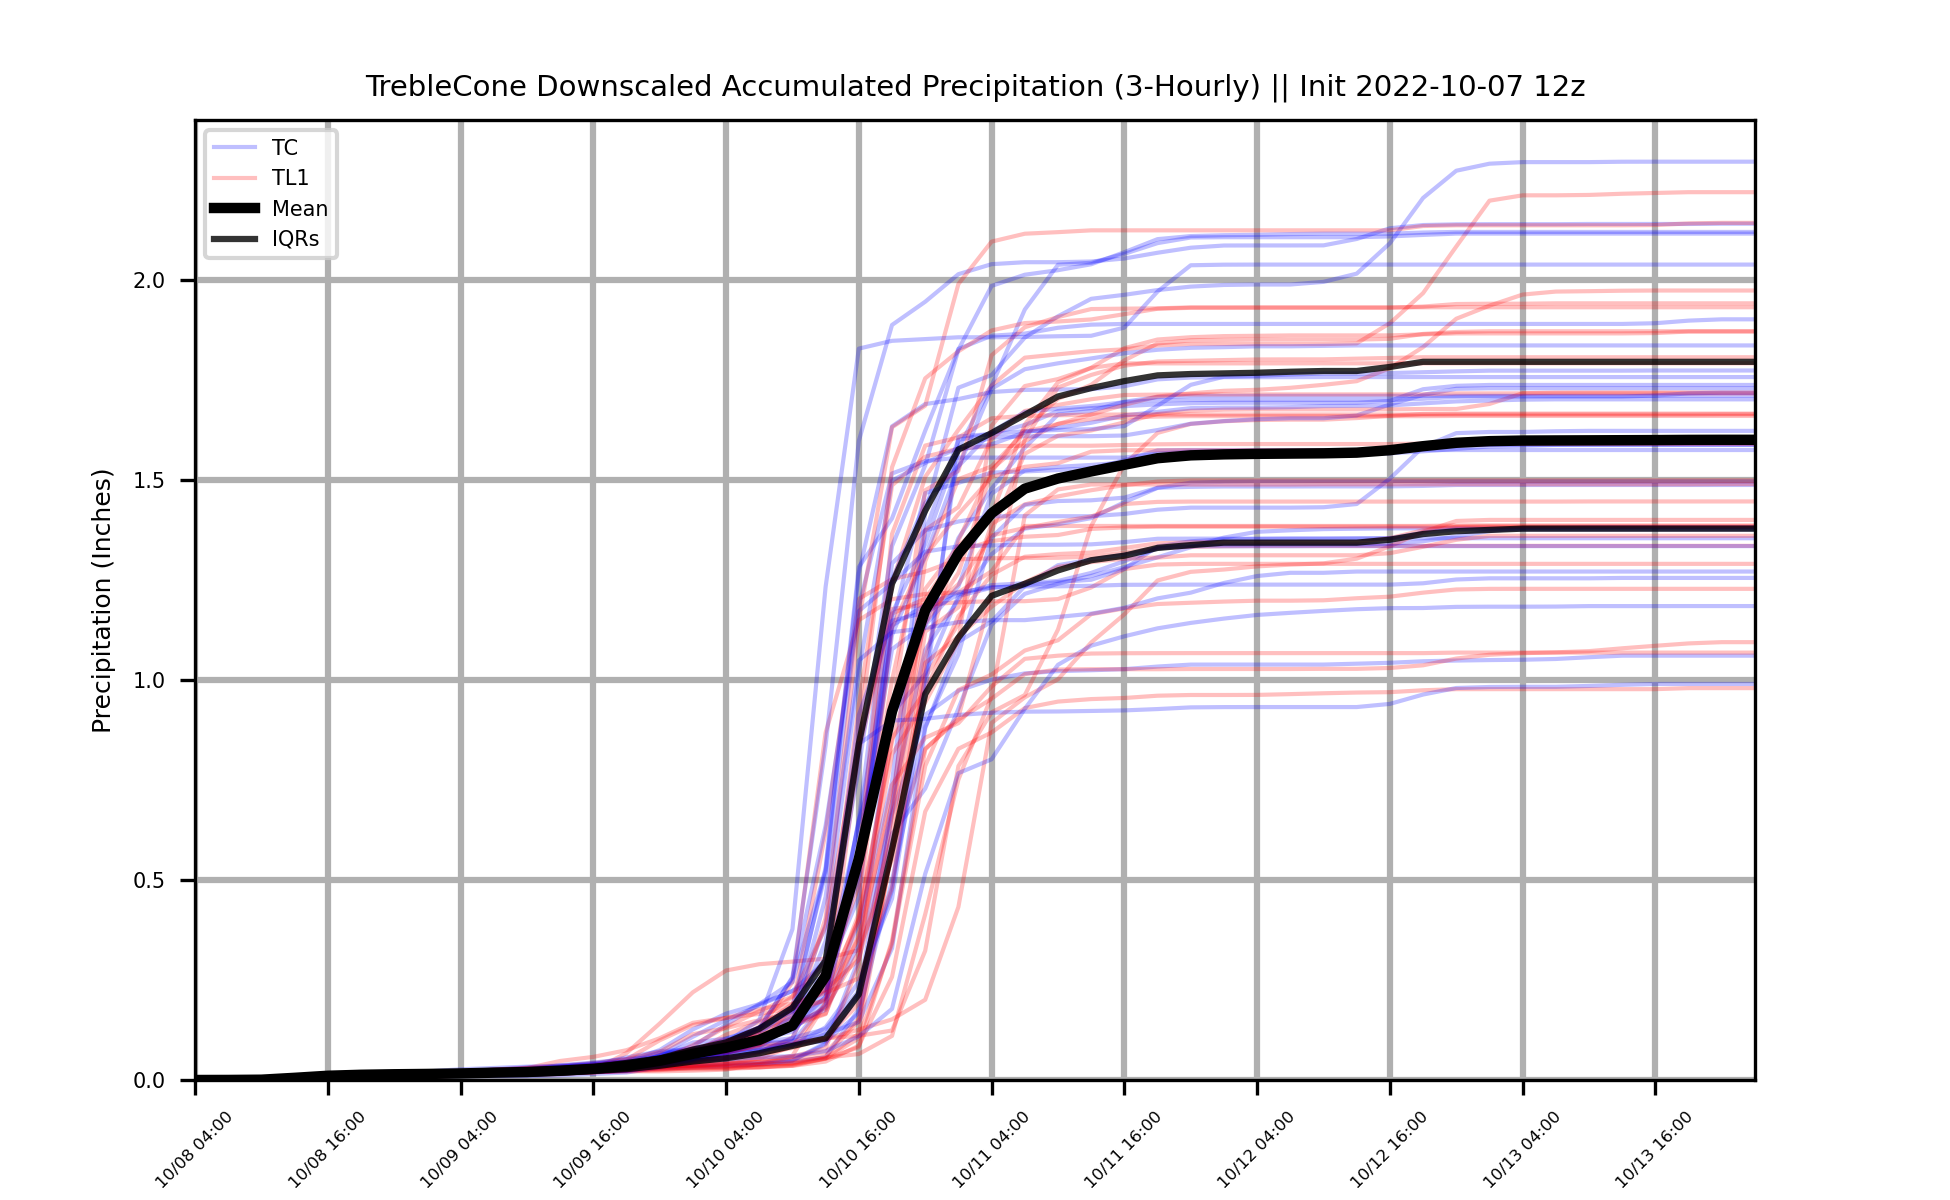 TrebleCone Downscaled Accumulated Precipitation (3-Hourly) || Init 2022-10-07 12z
TC
TL1
Mean
IQRs
Precipitation (Inches)
2.0
1.5
1.0
0.5
0.0
10/08 04:00
10/08 16:00
10/09 04:00
10/09 16:00
10/10 04:00
10/10 16:00
10/11 04:00
10/11 16:00
10/12 04:00
10/12 16:00
10/13 04:00
10/13 16:00